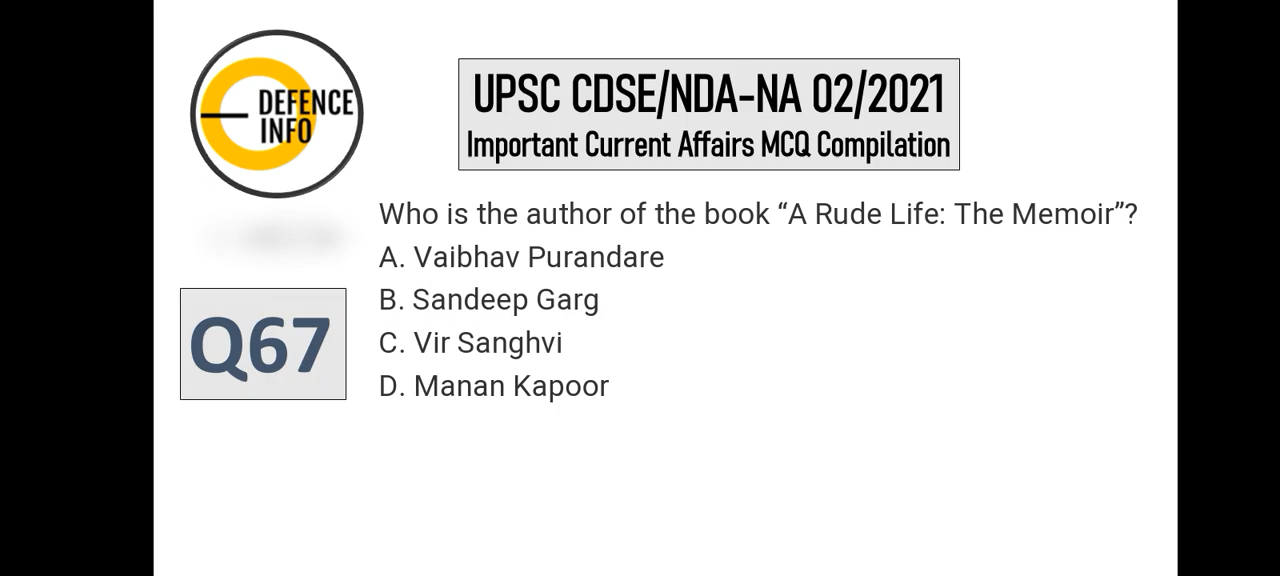 DEFENCE
INFO
UPSC CDSE/NDA-NA 02/2021
Important Current Affairs MCQ Compilation
Q67
Who is the author of the book “A Rude Life: The Memoir”?
A. Vaibhav Purandare
B. Sandeep Garg
C. Vir Sanghvi
D. Manan Kapoor